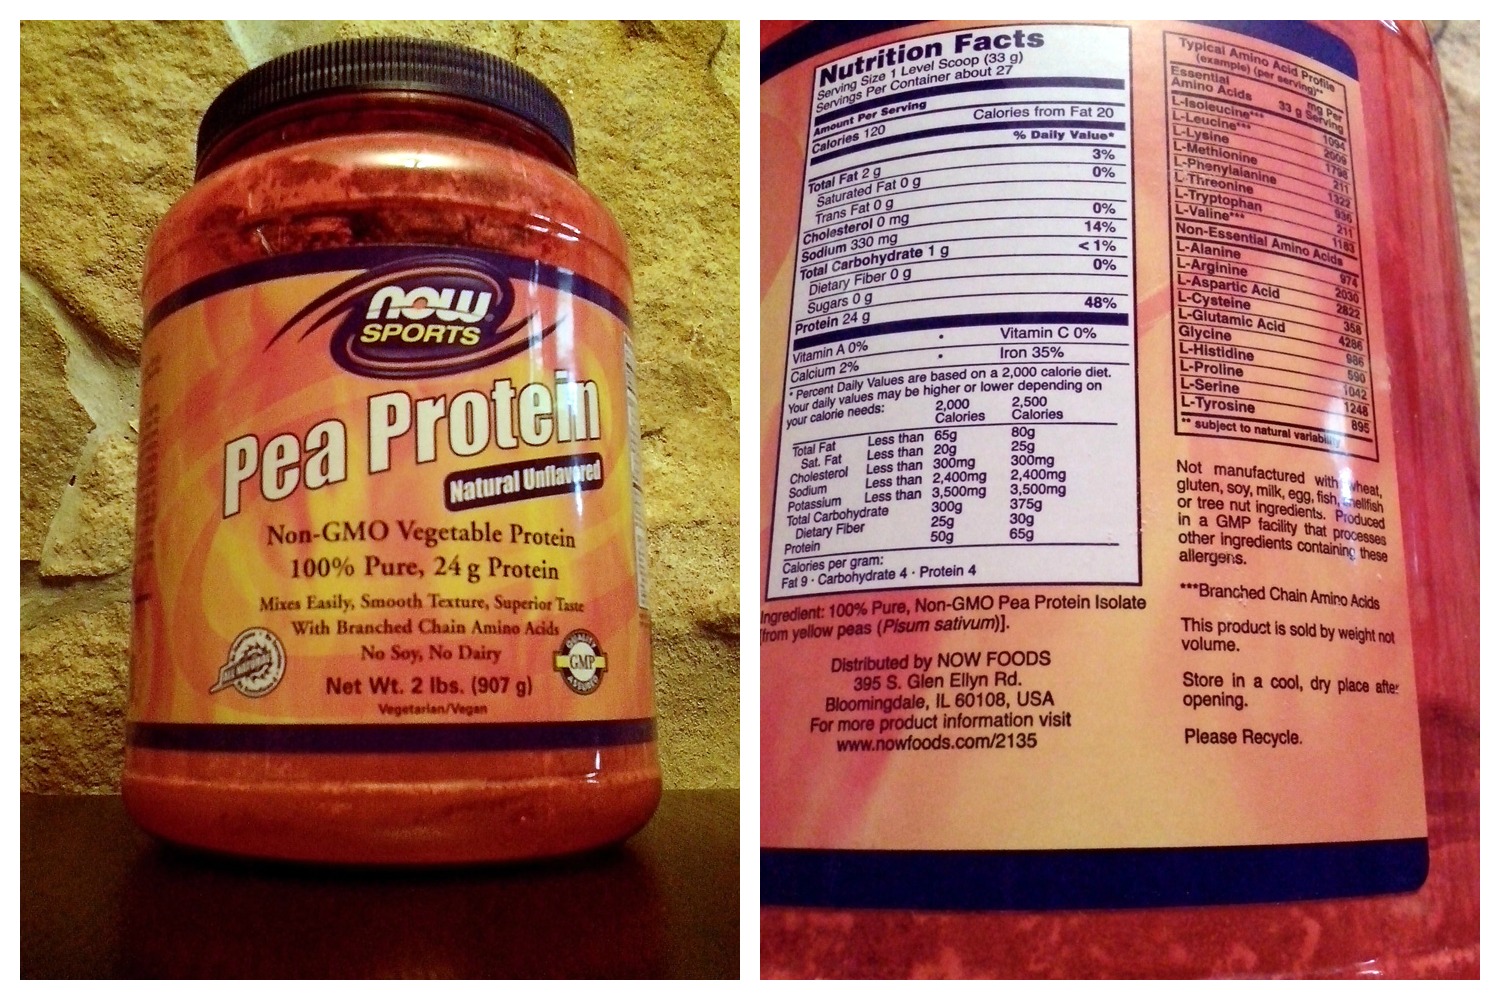 NOW
SPORTS
Pea Protein
Natural Unflavored
Non-GMO Vegetable Protein
100% Pure, 24 g Protein
Mixes Easily, Smooth Texture, Superior Taste
With Branched Chain Amino Acids
No Soy, No Dairy
Net Wt. 2 lbs. (907 g)
Vegetarian/Vegan
QUALITY
GMP
ASSURED
Nutrition Facts
Serving Size 1 Level Scoop (33 g)
Servings Per Container about 27
Amount Per Serving
Calories 120 Calories from Fat 20
% Daily Value*
Total Fat 2 g 3%
Saturated Fat 0 g 0%
Trans Fat 0 g
Cholesterol 0 mg 0%
Sodium 330 mg 14%
Total Carbohydrate 1 g < 1%
Dietary Fiber 0 g 0%
Sugars 0 g
Protein 24 g 48%
Vitamin A 0% • Vitamin C 0%
Calcium 2% • Iron 35%
* Percent Daily Values are based on a 2,000 calorie diet.
Your daily values may be higher or lower depending on
your calorie needs:
2,000 2,500
Calories Calories
Total Fat Less than 65g 80g
Sat. Fat Less than 20g 25g
Cholesterol Less than 300mg 300mg
Sodium Less than 2,400mg 2,400mg
Potassium 3,500mg 3,500mg
Total Carbohydrate 300g 375g
Dietary Fiber 25g 30g
Protein 50g 65g
Calories per gram:
Fat 9 · Carbohydrate 4 · Protein 4
Ingredient: 100% Pure, Non-GMO Pea Protein Isolate
[from yellow peas (Pisum sativum)].
Distributed by NOW FOODS
395 S. Glen Ellyn Rd.
Bloomingdale, IL 60108, USA
For more product information visit
www.nowfoods.com/2135
Typical Amino Acid Profile
(example) (per serving)**
Essential mg Per
Amino Acids 33 g Serving
L-Isoleucine*** 1094
L-Leucine*** 2009
L-Lysine 1798
L-Methionine 211
L-Phenylalanine 1322
L-Threonine 936
L-Tryptophan 211
L-Valine*** 1183
Non-Essential Amino Acids
L-Alanine 974
L-Arginine 2030
L-Aspartic Acid 2822
L-Cysteine 358
L-Glutamic Acid 4286
Glycine 986
L-Histidine 590
L-Proline 1042
L-Serine 1248
L-Tyrosine 895
** subject to natural variability
Not manufactured with wheat,
gluten, soy, milk, egg, fish, shellfish
or tree nut ingredients. Produced
in a GMP facility that processes
other ingredients containing these
allergens.
***Branched Chain Amino Acids
This product is sold by weight not
volume.
Store in a cool, dry place after
opening.
Please Recycle.